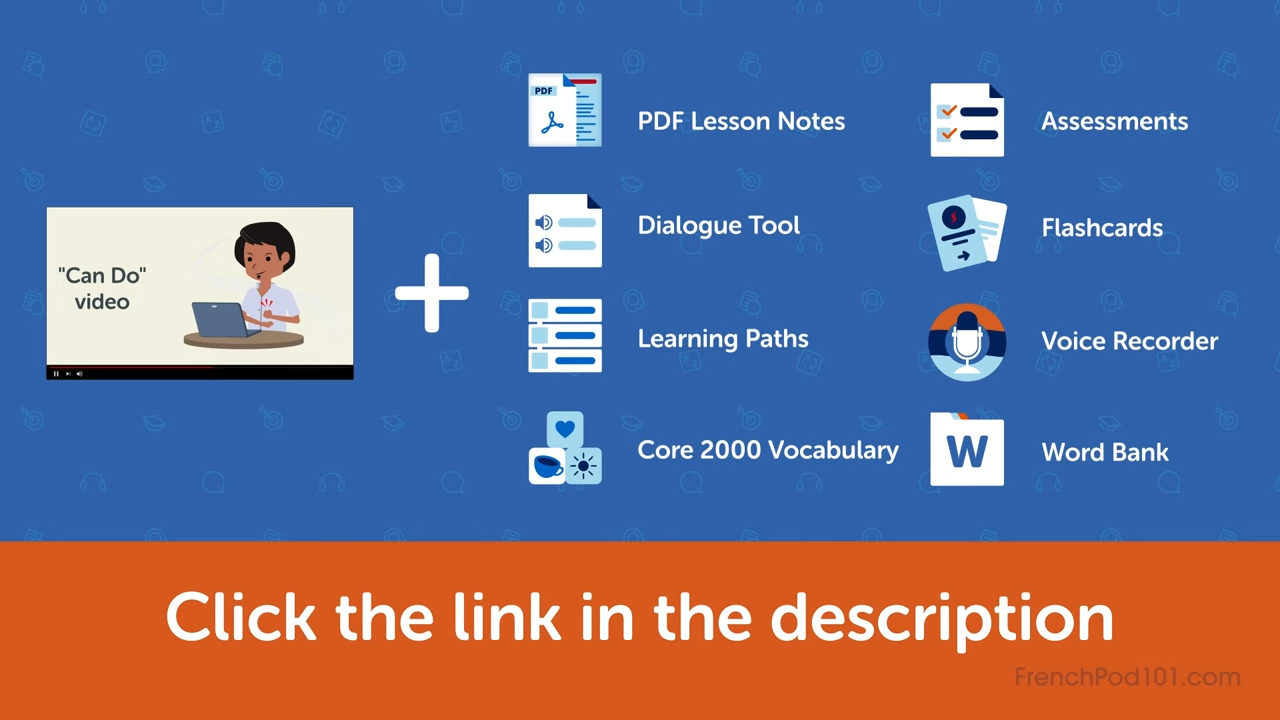 "Can Do"
video
PDF
PDF Lesson Notes
Dialogue Tool
Learning Paths
Core 2000 Vocabulary
Assessments
Flashcards
Voice Recorder
W
Word Bank
Click the link in the description
FrenchPod101.com